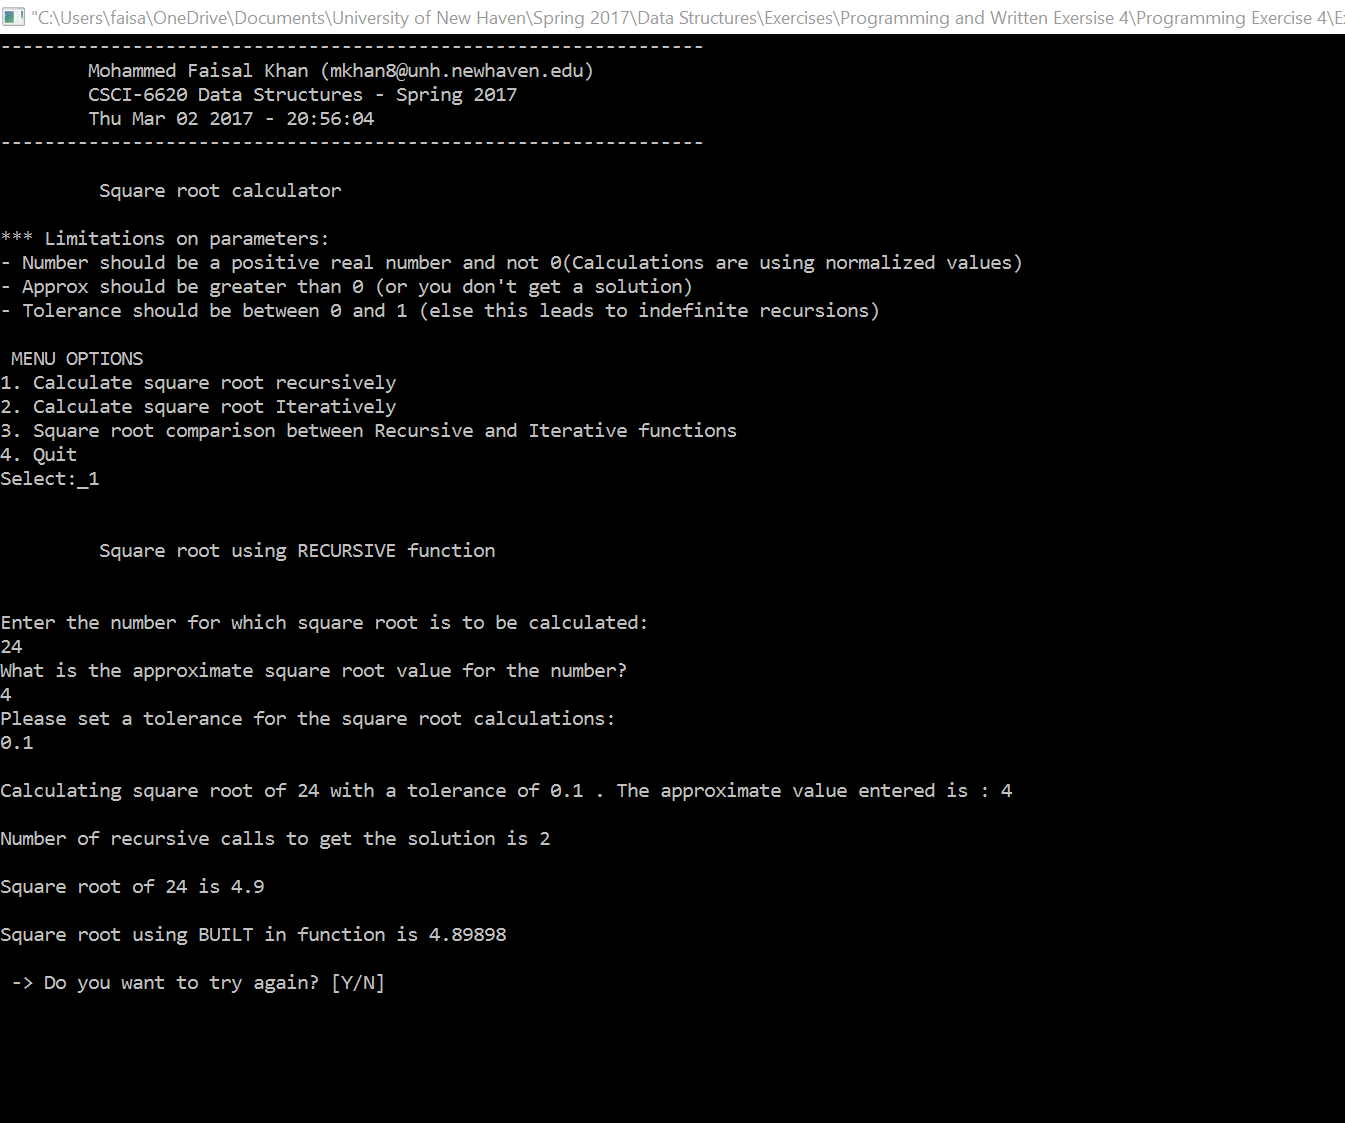 "C:\Users\faisa\OneDrive\Documents\University of New Haven\Spring 2017\Data Structures\Exercises\Programming and Written Exersise 4\Programming Exercise 4\E
----------------------------------------------------------------
Mohammed Faisal Khan (mkhan8@unh.newhaven.edu)
CSCI-6620 Data Structures - Spring 2017
Thu Mar 02 2017 - 20:56:04
----------------------------------------------------------------
Square root calculator
*** Limitations on parameters:
- Number should be a positive real number and not 0(Calculations are using normalized values)
- Approx should be greater than 0 (or you don't get a solution)
- Tolerance should be between 0 and 1 (else this leads to indefinite recursions)
MENU OPTIONS
1. Calculate square root recursively
2. Calculate square root Iteratively
3. Square root comparison between Recursive and Iterative functions
4. Quit
Select:_1
Square root using RECURSIVE function
Enter the number for which square root is to be calculated:
24
What is the approximate square root value for the number?
4
Please set a tolerance for the square root calculations:
0.1
Calculating square root of 24 with a tolerance of 0.1 . The approximate value entered is : 4
Number of recursive calls to get the solution is 2
Square root of 24 is 4.9
Square root using BUILT in function is 4.89898
-> Do you want to try again? [Y/N]